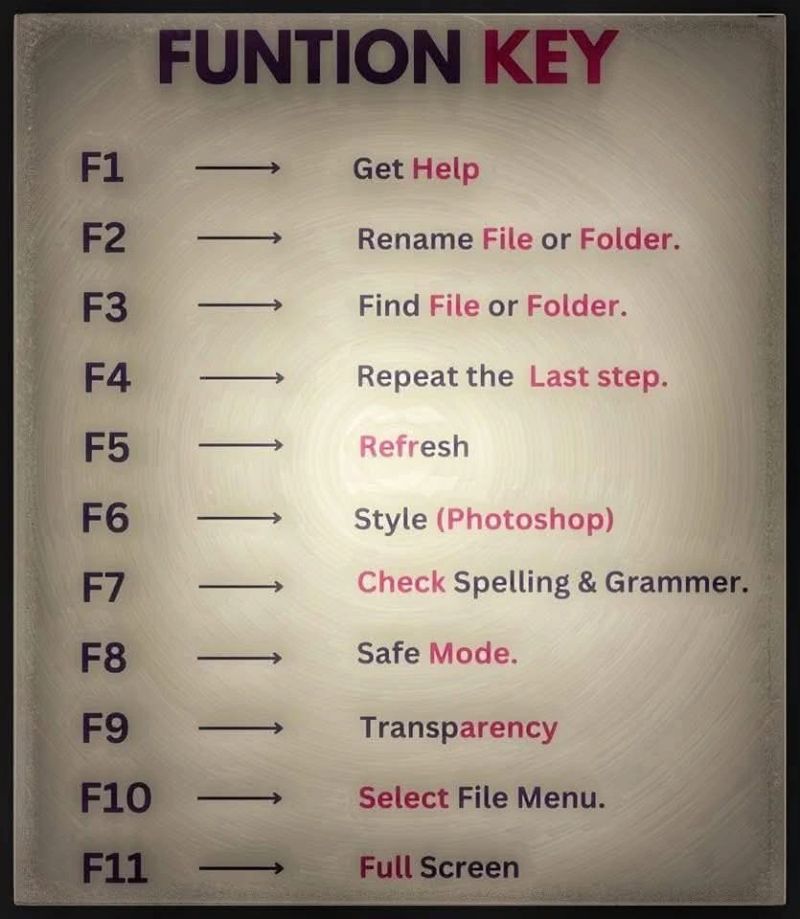 FUNTION KEY
F1 → Get Help
F2 → Rename File or Folder.
F3 → Find File or Folder.
F4 → Repeat the Last step.
F5 → Refresh
F6 → Style (Photoshop)
F7 → Check Spelling & Grammer.
F8 → Safe Mode.
F9 → Transparency
F10 → Select File Menu.
F11 → Full Screen